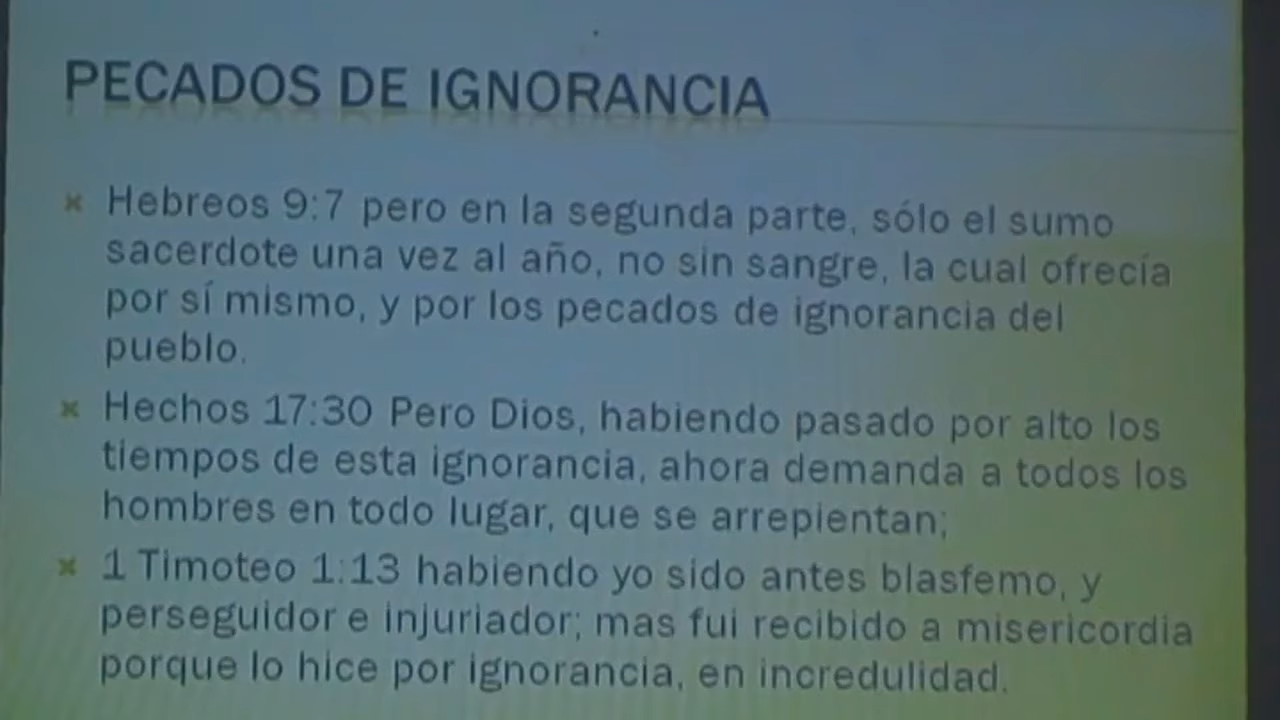 PECADOS DE IGNORANCIA
Hebreos 9:7 pero en la segunda parte, sólo el sumo
sacerdote una vez al año, no sin sangre, la cual ofrecía
por sí mismo, y por los pecados de ignorancia del
pueblo.
Hechos 17:30 Pero Dios, habiendo pasado por alto los
tiempos de esta ignorancia, ahora demanda a todos los
hombres en todo lugar, que se arrepientan;
1 Timoteo 1:13 habiendo yo sido antes blasfemo, y
perseguidor e injuriador; mas fui recibido a misericordia
porque lo hice por ignorancia, en incredulidad.